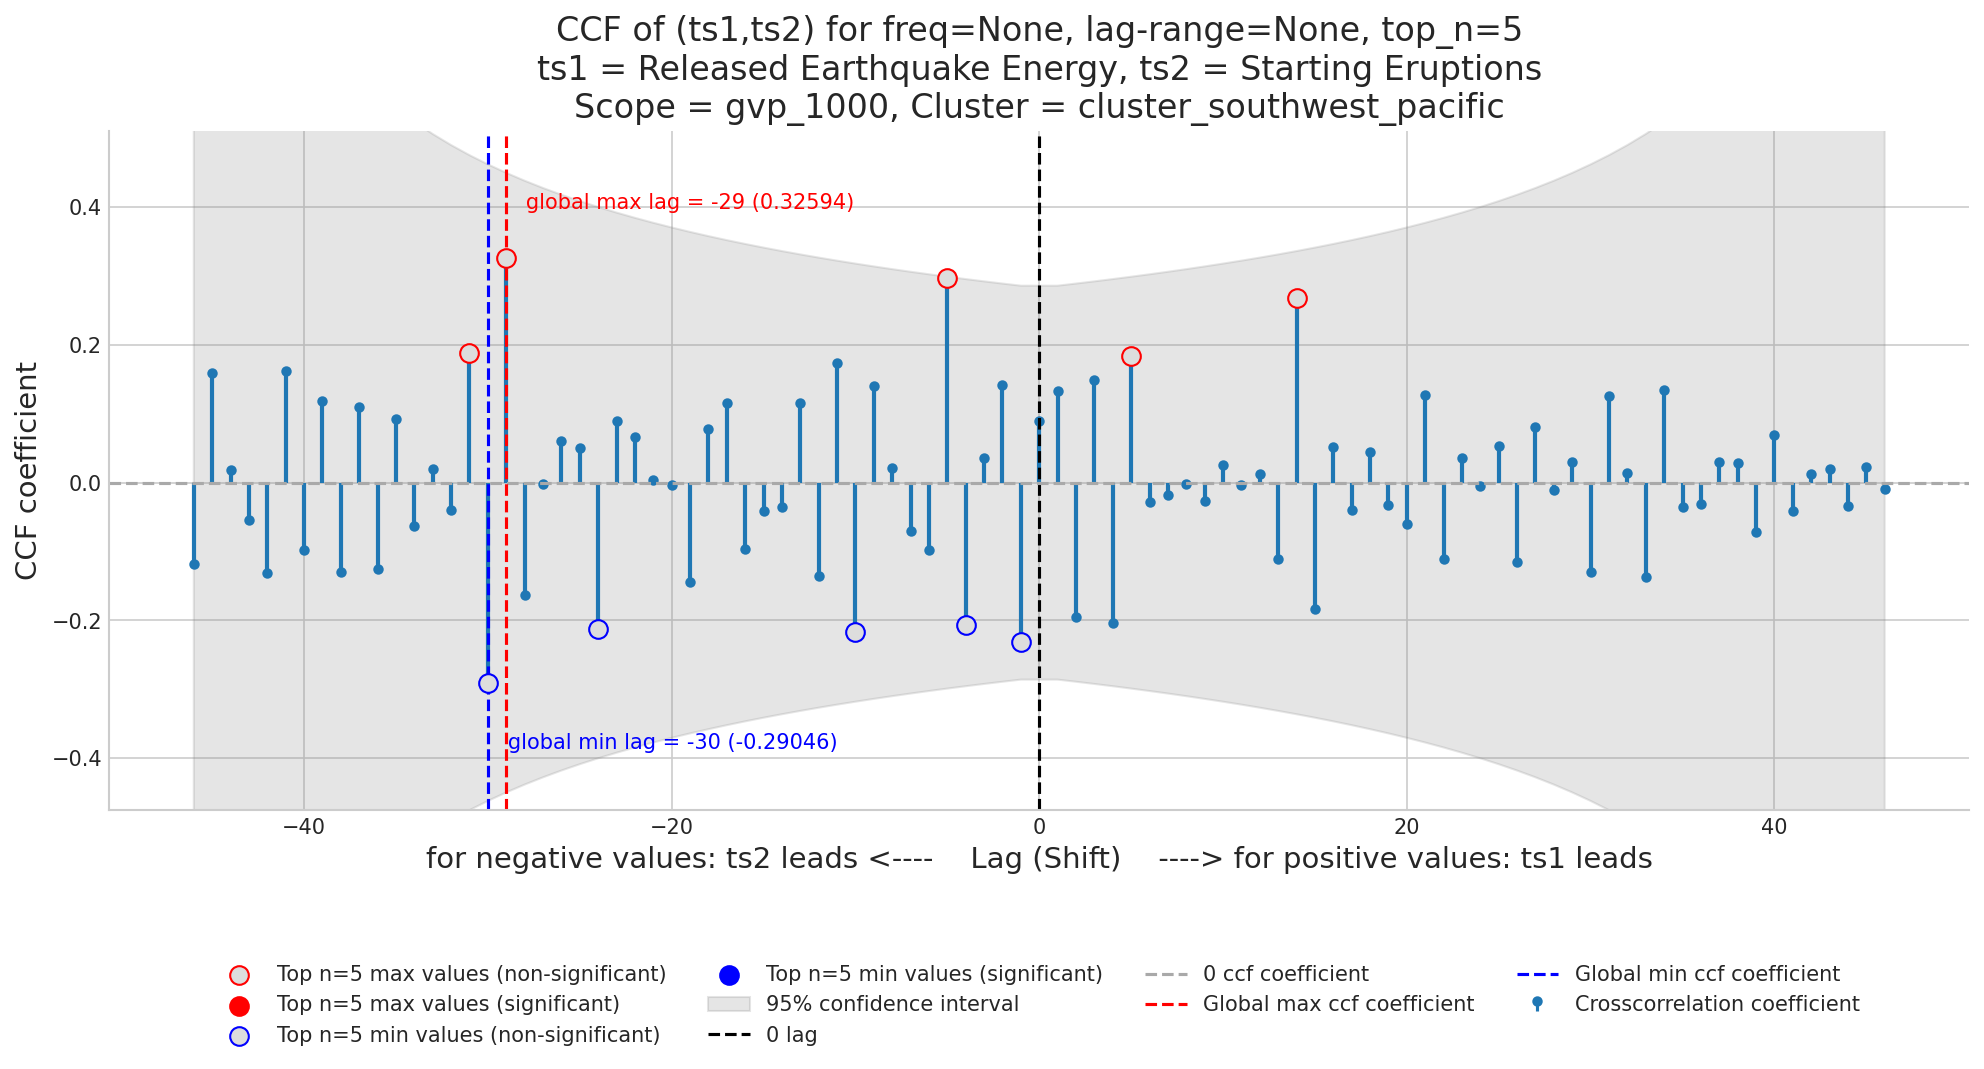 CCF of (ts1,ts2) for freq=None, lag-range=None, top_n=5
ts1 = Released Earthquake Energy, ts2 = Starting Eruptions
Scope = gvp_1000, Cluster = cluster_southwest_pacific
CCF coefficient
0.4
0.2
0.0
−0.2
−0.4
global max lag = -29 (0.32594)
global min lag = -30 (-0.29046)
−40 −20 0 20 40
for negative values: ts2 leads <---- Lag (Shift) ----> for positive values: ts1 leads
Top n=5 max values (non-significant)
Top n=5 max values (significant)
Top n=5 min values (non-significant)
Top n=5 min values (significant)
95% confidence interval
0 lag
0 ccf coefficient
Global max ccf coefficient
Global min ccf coefficient
Crosscorrelation coefficient